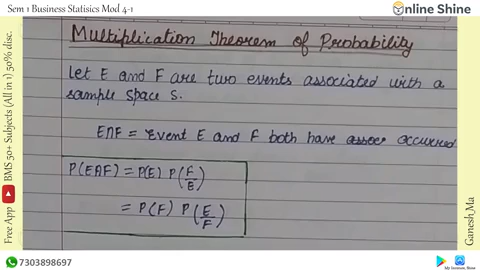 Sem 1 Business Statisics Mod 4-1
Online Shine
Multiplication Theorem of Probability
Let E and F are two events associated with a
sample space S.
E∩F = Event E and F both have assoc occurred
P(E∩F) = P(E) P(F/E)
= P(F) P(E/F)
Free App BMS 50+ Subjects (All in 1) 50% disc.
Ganesh_Ma
7303898697